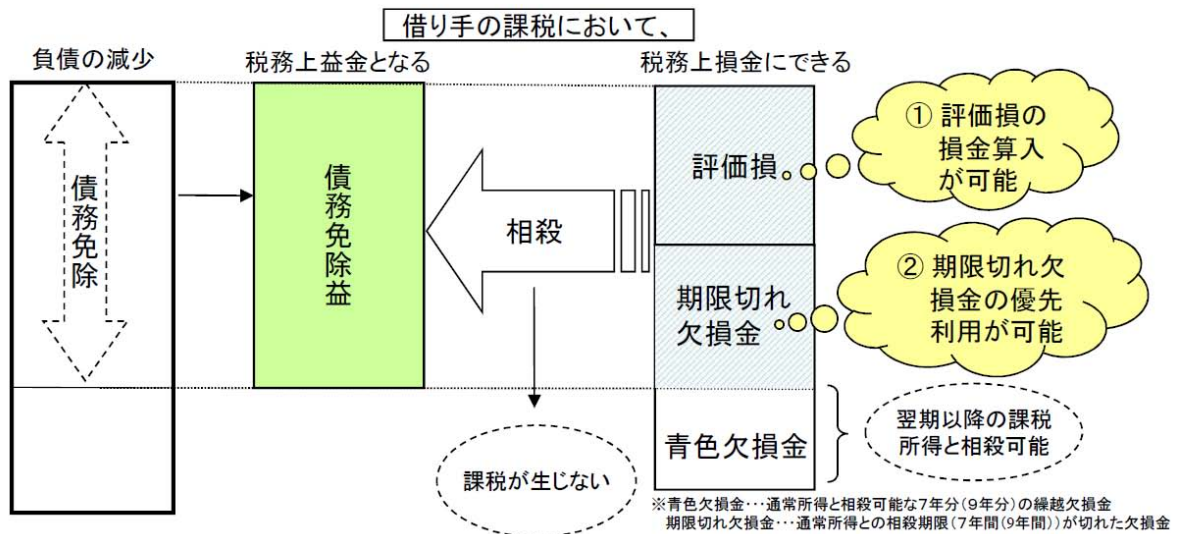 借り手の課税において、
負債の減少
税務上益金となる
税務上損金にできる
債務免除
債務免除益
相殺
評価損
① 評価損の
損金算入
が可能
期限切れ
欠損金
② 期限切れ欠
損金の優先
利用が可能
課税が生じない
青色欠損金
翌期以降の課税
所得と相殺可能
※青色欠損金･･･通常所得と相殺可能な7年分(9年分)の繰越欠損金
期限切れ欠損金･･･通常所得との相殺期限(7年間(9年間))が切れた欠損金